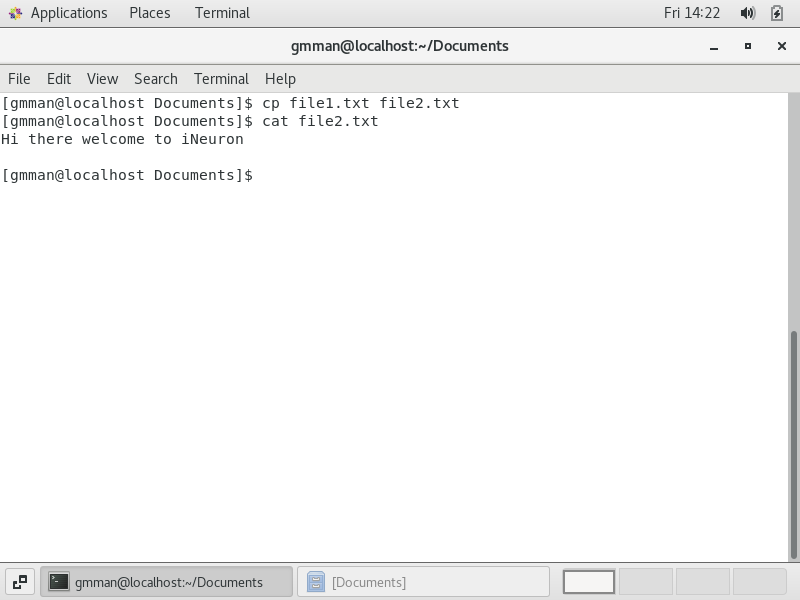 Applications Places Terminal Fri 14:22
gmman@localhost:~/Documents
File Edit View Search Terminal Help
[gmman@localhost Documents]$ cp file1.txt file2.txt
[gmman@localhost Documents]$ cat file2.txt
Hi there welcome to iNeuron
[gmman@localhost Documents]$
gmman@localhost:~/Documents [Documents]